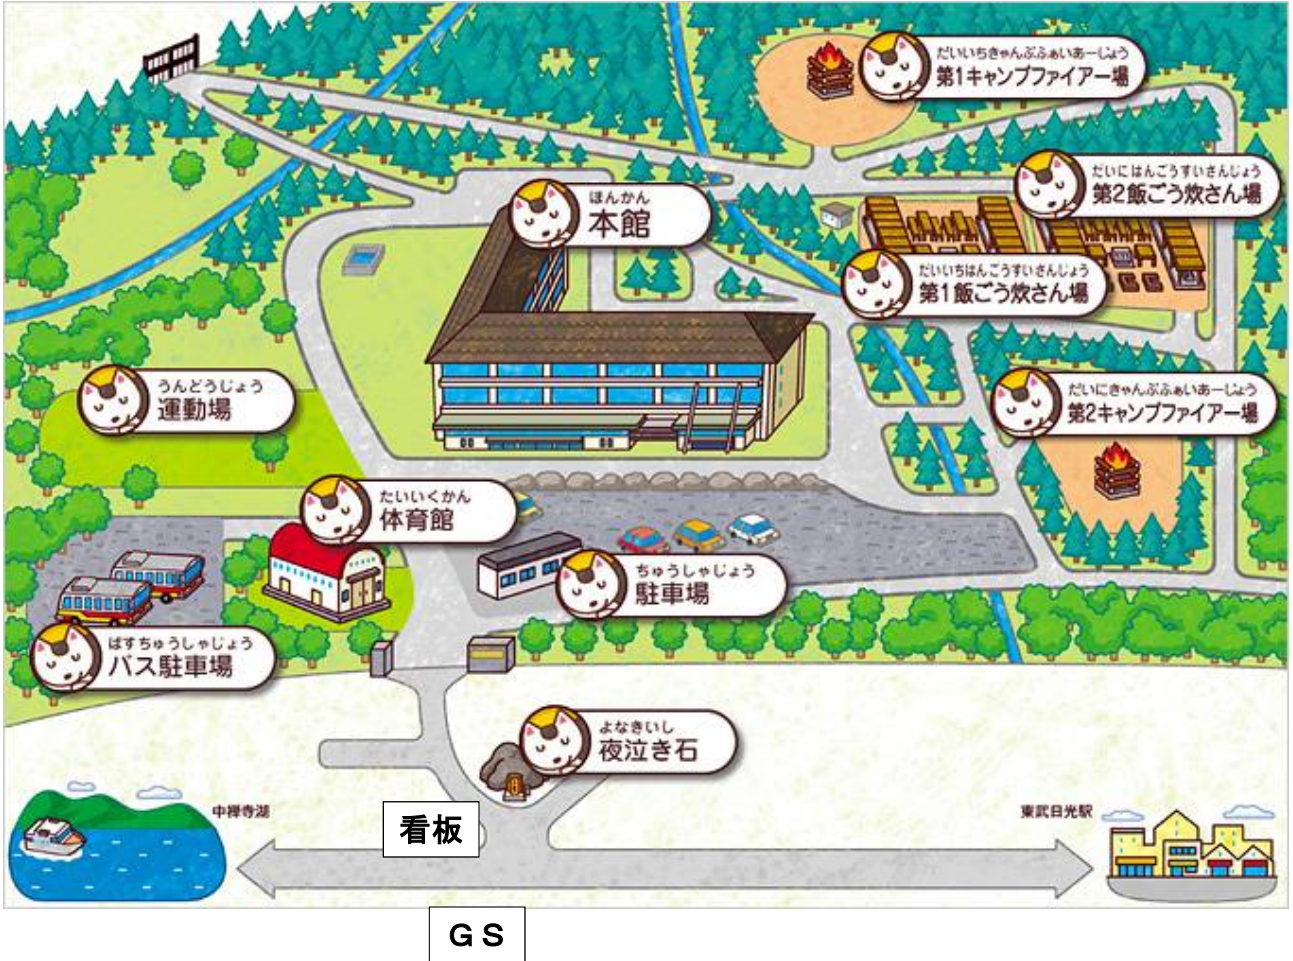 だいいちきゃんぷふぁいあーじょう
第1キャンプファイアー場
だいにはんごうすいさんじょう
第2飯ごう炊さん場
ほんかん
本館
だいいちはんごうすいさんじょう
第1飯ごう炊さん場
うんどうじょう
運動場
だいにきゃんぷふぁいあーじょう
第2キャンプファイアー場
たいいくかん
体育館
ちゅうしゃじょう
駐車場
ばすちゅうしゃじょう
バス駐車場
よなきいし
夜泣き石
中禅寺湖
看板
東武日光駅
ＧＳ